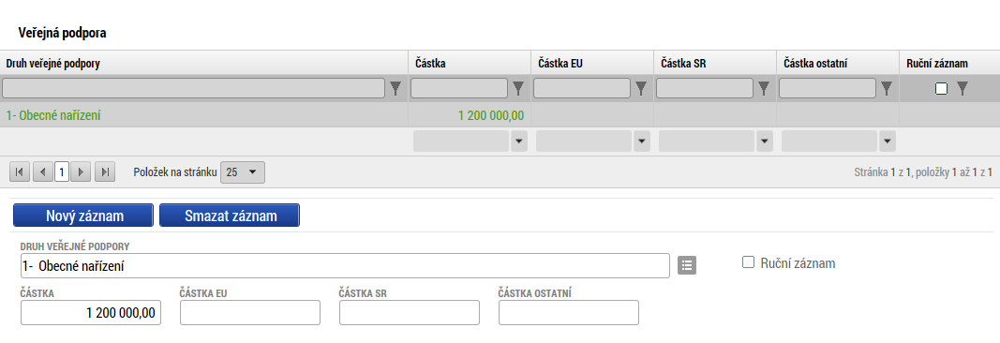 Veřejná podpora
Druh veřejné podpory Částka Částka EU Částka SR Částka ostatní Ruční záznam
1- Obecné nařízení 1 200 000,00
1 Položek na stránku 25 Stránka 1 z 1, položky 1 až 1 z 1
Nový záznam Smazat záznam
DRUH VEŘEJNÉ PODPORY
1- Obecné nařízení Ruční záznam
ČÁSTKA ČÁSTKA EU ČÁSTKA SR ČÁSTKA OSTATNÍ
1 200 000,00